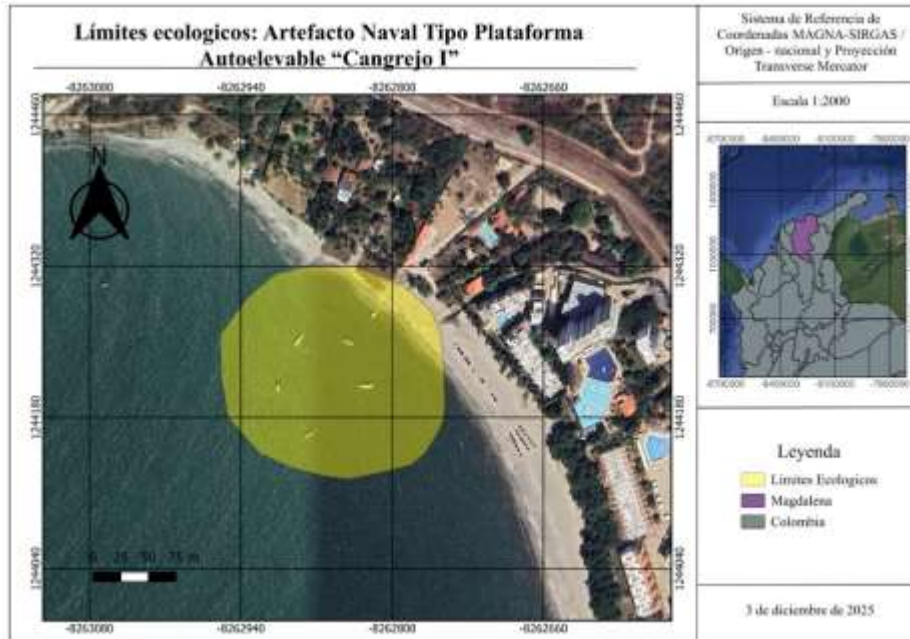 Límites ecologicos: Artefacto Naval Tipo Plataforma
Autoelevable “Cangrejo I”
Sistema de Referencia de
Coordenadas MAGNA-SIRGAS /
Origen - nacional y Proyección
Transverse Mercator
Escala 1:2000
-8263080 -8262940 -8262800 -8262660
1244460 1244460
N
1244320 1244320
1244180 1244180
1244040 1244040
0 25 50 75 m
-8263080 -8262940 -8262800 -8262660
Leyenda
Límites Ecologicos
Magdalena
Colombia
3 de diciembre de 2025